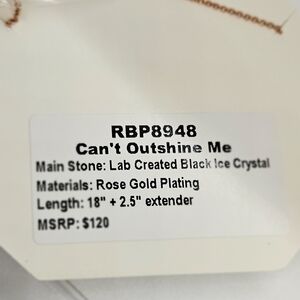 RBP8948
Can't Outshine Me
Main Stone: Lab Created Black Ice Crystal
Materials: Rose Gold Plating
Length: 18" + 2.5" extender
MSRP: $120